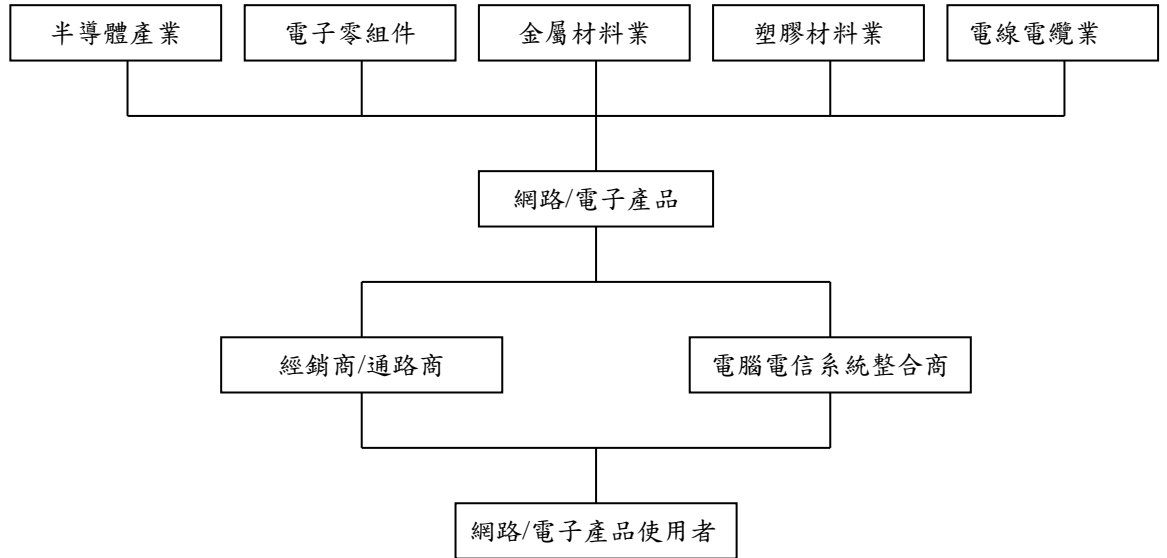 半導體產業
電子零組件
金屬材料業
塑膠材料業
電線電纜業
網路/電子產品
經銷商/通路商
電腦電信系統整合商
網路/電子產品使用者